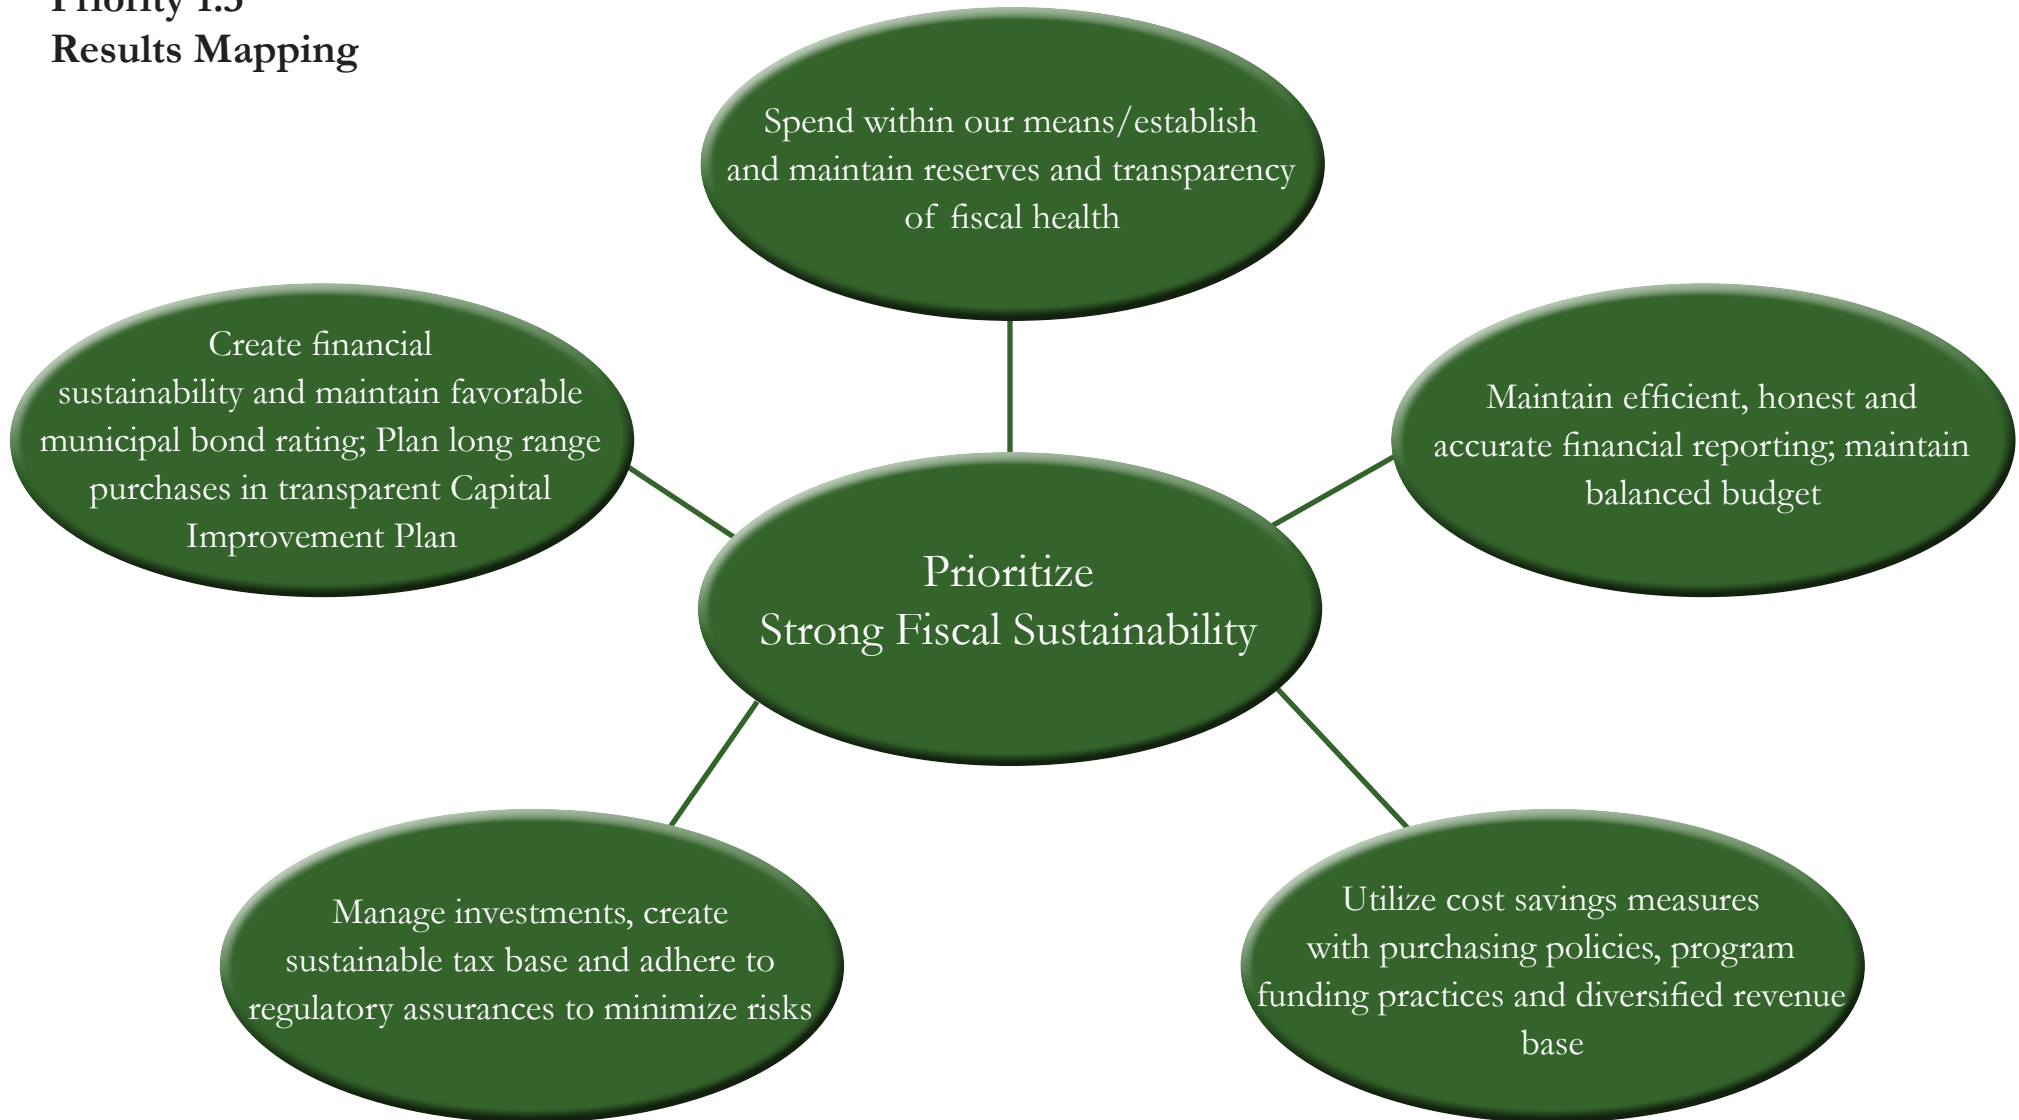 Priority 1.3
Results Mapping
Spend within our means/establish
and maintain reserves and transparency
of fiscal health
Create financial
sustainability and maintain favorable
municipal bond rating; Plan long range
purchases in transparent Capital
Improvement Plan
Maintain efficient, honest and
accurate financial reporting; maintain
balanced budget
Prioritize
Strong Fiscal Sustainability
Manage investments, create
sustainable tax base and adhere to
regulatory assurances to minimize risks
Utilize cost savings measures
with purchasing policies, program
funding practices and diversified revenue
base